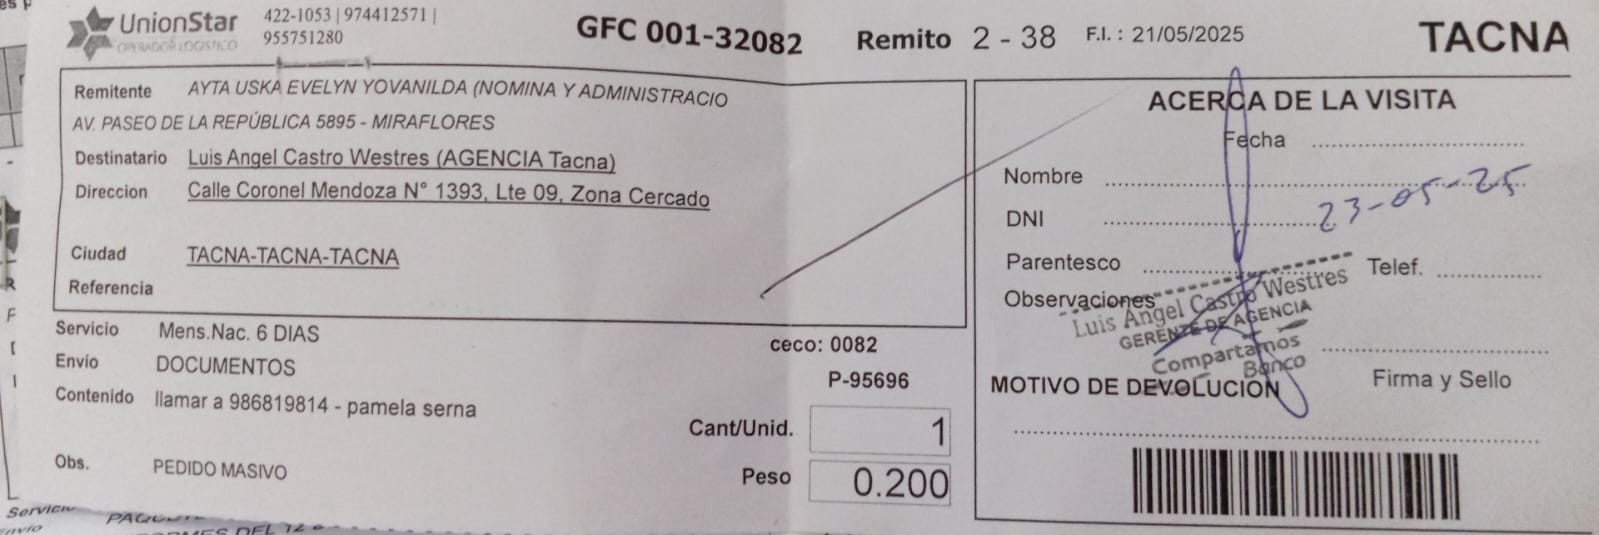 UnionStar
OPERADOR LOGISTICO
422-1053 | 974412571 |
955751280
GFC 001-32082
Remito 2 - 38
F.I. : 21/05/2025
TACNA
Remitente AYTA USKA EVELYN YOVANILDA (NOMINA Y ADMINISTRACIO
AV. PASEO DE LA REPÚBLICA 5895 - MIRAFLORES
Destinatario Luis Angel Castro Westres (AGENCIA Tacna)
Direccion Calle Coronel Mendoza N° 1393, Lte 09, Zona Cercado
Ciudad TACNA-TACNA-TACNA
Referencia
Servicio Mens.Nac. 6 DIAS
Envío DOCUMENTOS
Contenido llamar a 986819814 - pamela serna
Obs. PEDIDO MASIVO
ceco: 0082
P-95696
Cant/Unid. 1
Peso 0.200
ACERCA DE LA VISITA
Fecha
Nombre
DNI
23-05-25
Parentesco
Telef.
Observaciones
Luis Angel Castro Westres
GERENTE DE AGENCIA
Compartamos
Banco
MOTIVO DE DEVOLUCION
Firma y Sello
Servicio
Envío